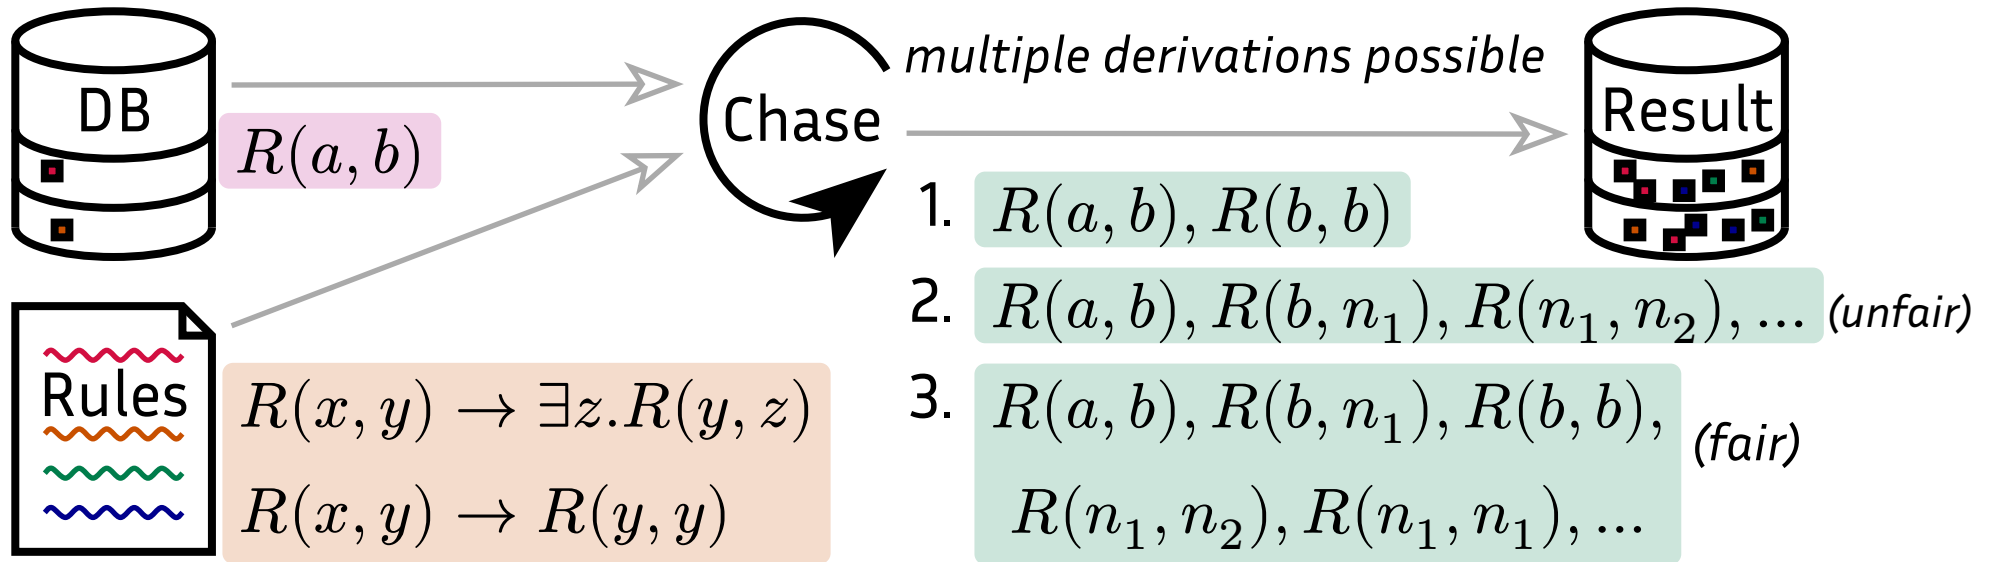 DB
R(a, b)
Rules
R(x, y) → ∃z.R(y, z)
R(x, y) → R(y, y)
Chase
multiple derivations possible
Result
1. R(a, b), R(b, b)
2. R(a, b), R(b, n₁), R(n₁, n₂), ... (unfair)
3. R(a, b), R(b, n₁), R(b, b),
R(n₁, n₂), R(n₁, n₁), ...
(fair)